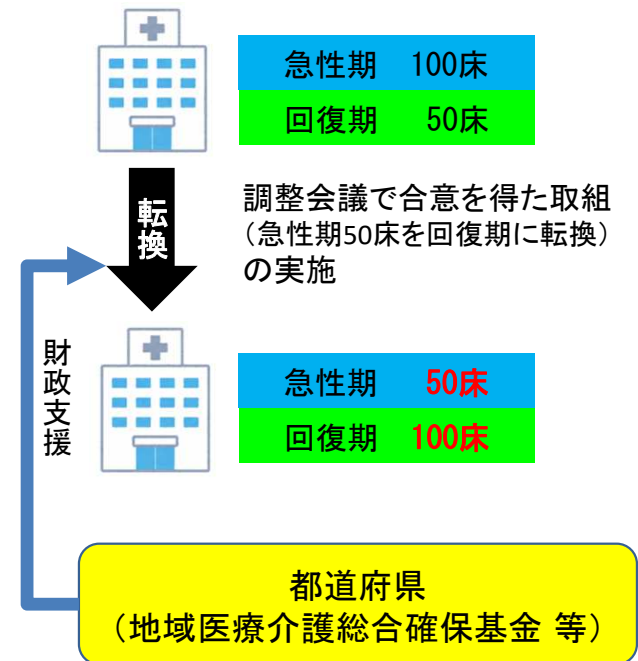 急性期 100床
回復期 50床
転換
調整会議で合意を得た取組
（急性期50床を回復期に転換）
の実施
財政支援
急性期 50床
回復期 100床
都道府県
（地域医療介護総合確保基金 等）